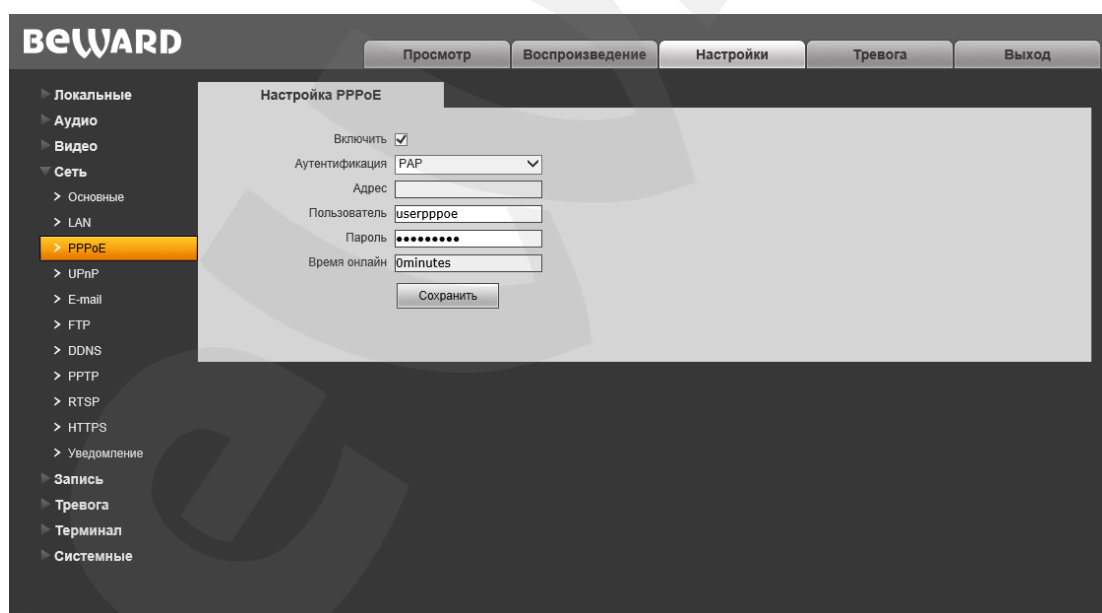 BEWARD
Просмотр Воспроизведение Настройки Тревога Выход
Локальные
Аудио
Видео
Сеть
> Основные
> LAN
> PPPoE
> UPnP
> E-mail
> FTP
> DDNS
> PPTP
> RTSP
> HTTPS
> Уведомление
Запись
Тревога
Терминал
Системные
Настройка PPPoE
Включить
Аутентификация PAP
Адрес
Пользователь userpppoe
Пароль •••••••••
Время онлайн 0minutes
Сохранить